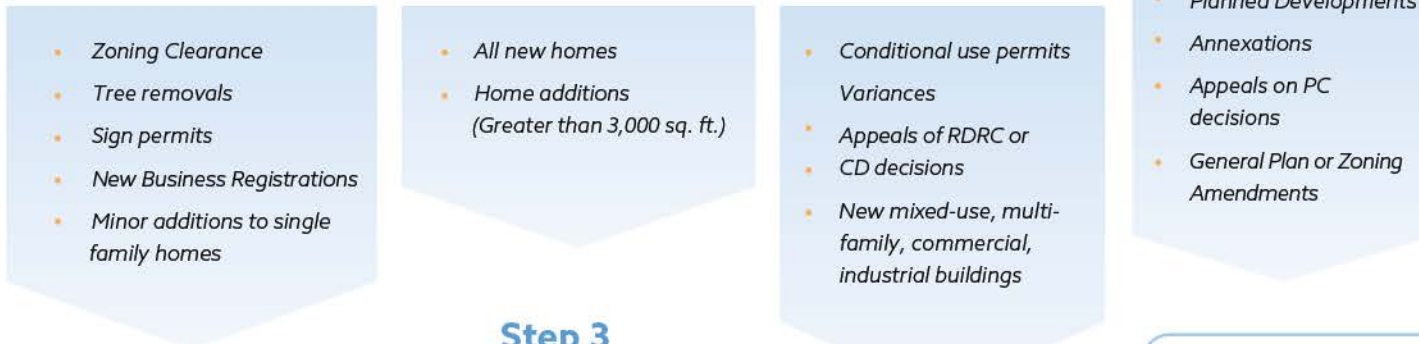 Zoning Clearance
Tree removals
Sign permits
New Business Registrations
Minor additions to single
family homes
All new homes
Home additions
(Greater than 3,000 sq. ft.)
Conditional use permits
Variances
Appeals of RDRC or
CD decisions
New mixed-use, multi-
family, commercial,
industrial buildings
Planned Developments
Annexations
Appeals on PC
decisions
General Plan or Zoning
Amendments
Step 3